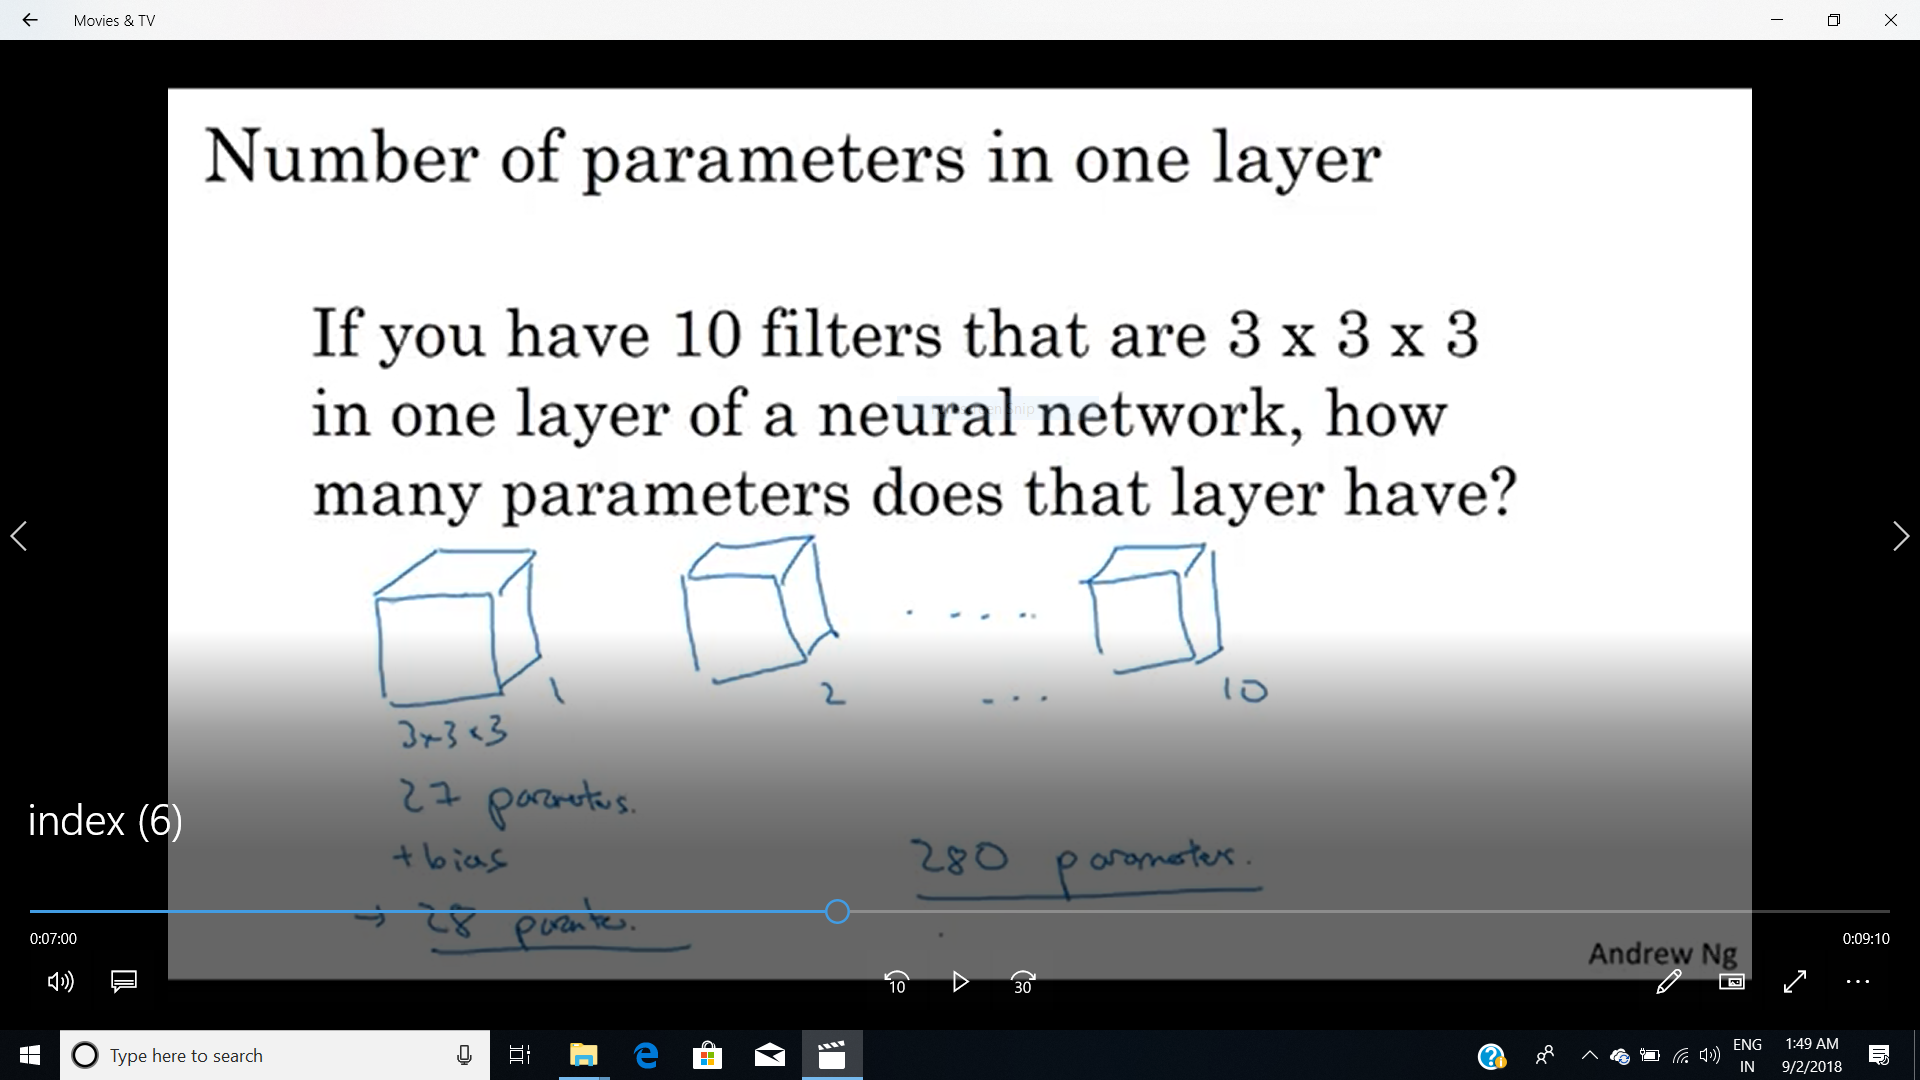 Movies & TV
Number of parameters in one layer
If you have 10 filters that are 3 x 3 x 3
in one layer of a neural network, how
many parameters does that layer have?
1
2
10
3x3x3
27 parameters.
+ bias
280 parameters.
→ 28 parameters.
index (6)
0:07:00
0:09:10
Andrew Ng
10
30
Type here to search
ENG
IN
1:49 AM
9/2/2018